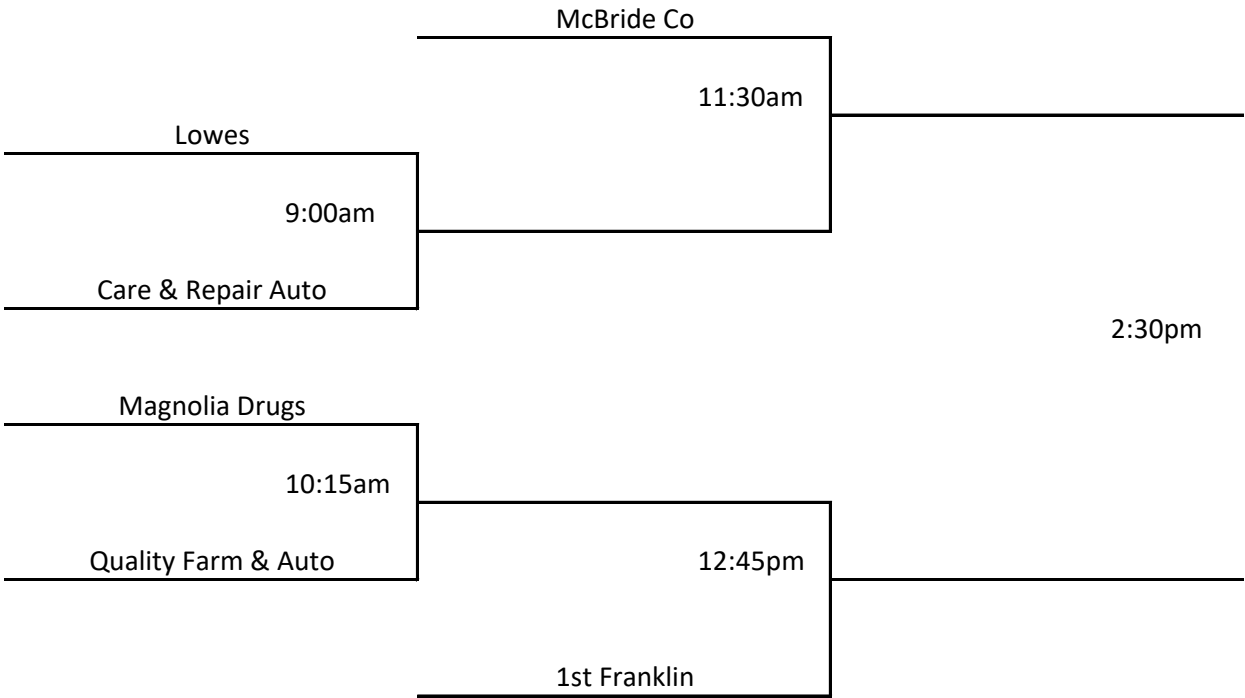 McBride Co
11:30am
Lowes
9:00am
Care & Repair Auto
2:30pm
Magnolia Drugs
10:15am
Quality Farm & Auto
12:45pm
1st Franklin